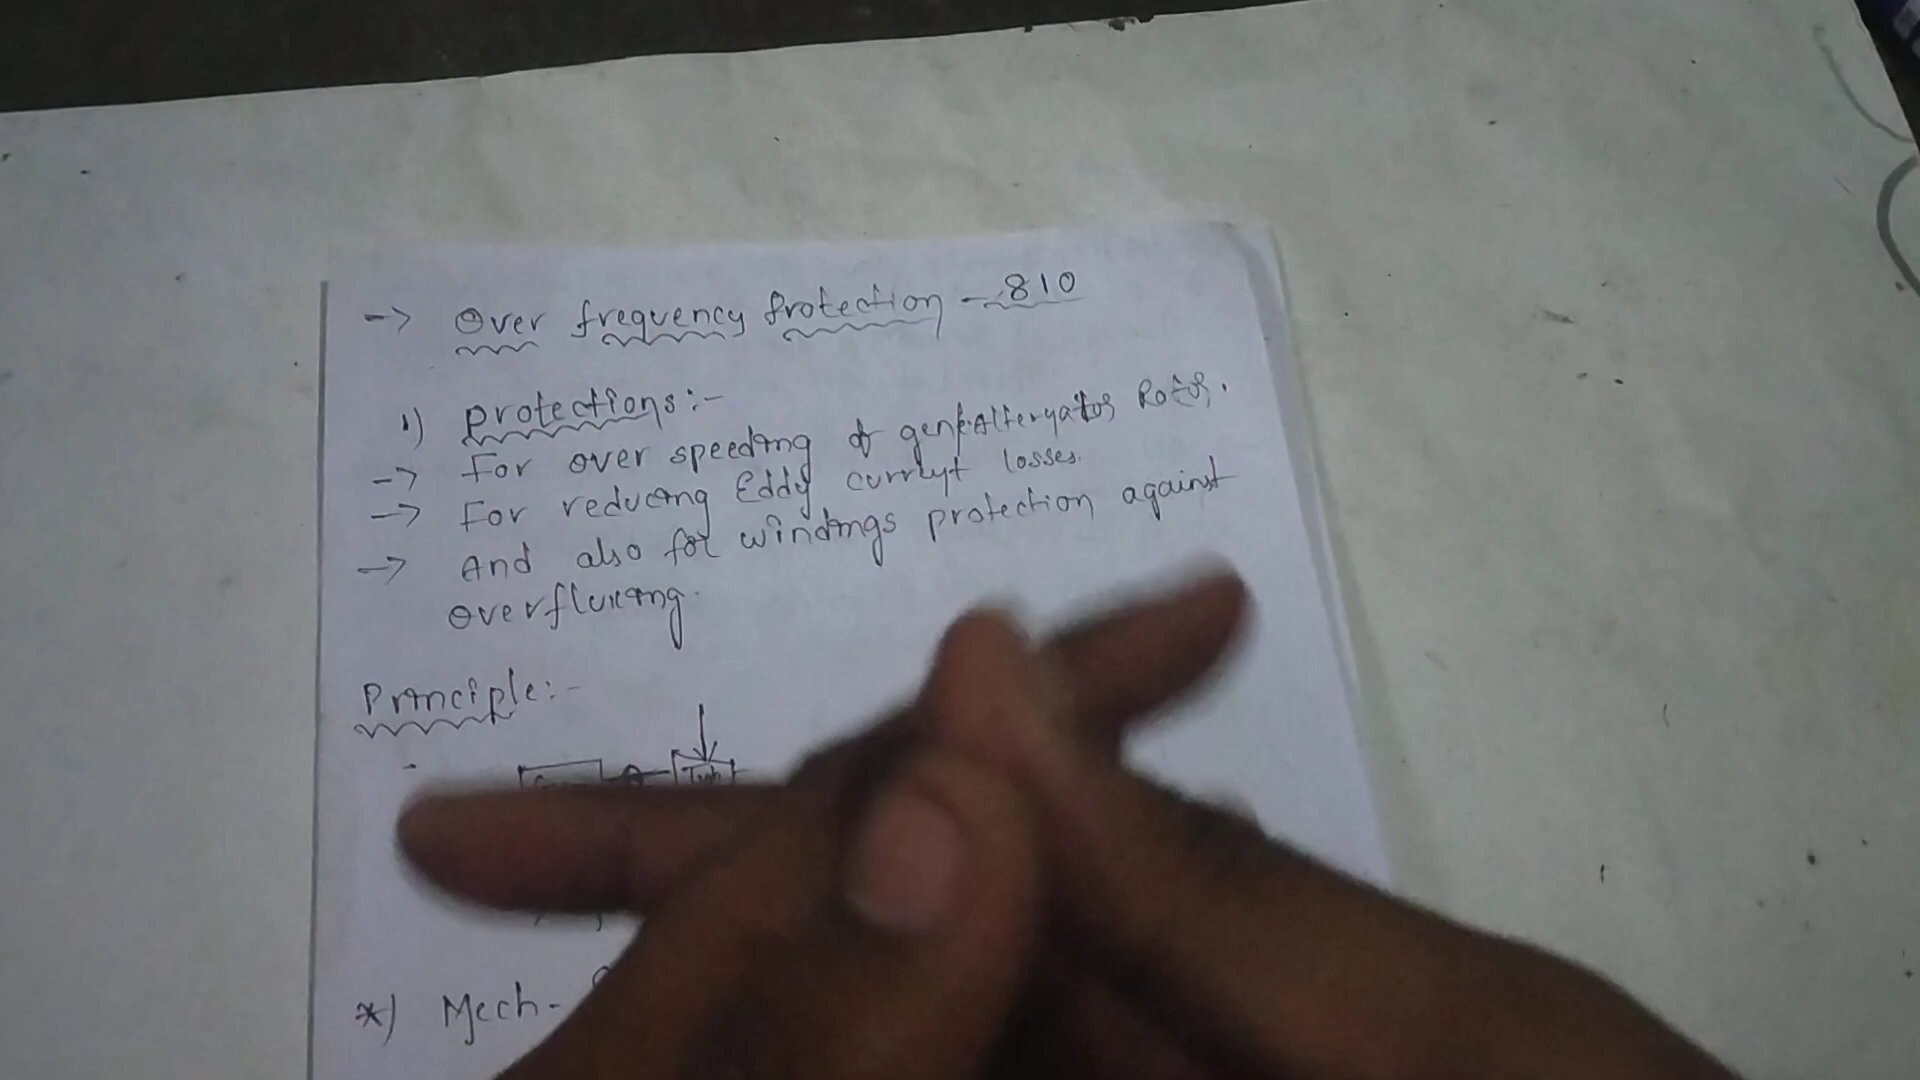 -> Over frequency Protection - 810
1) Protections:-
-> For over speeding of gen/Alternator Rotor.
-> For reducing Eddy current losses.
-> And also for windings protection against
overfluxing.
Principle:-
*) Mech-